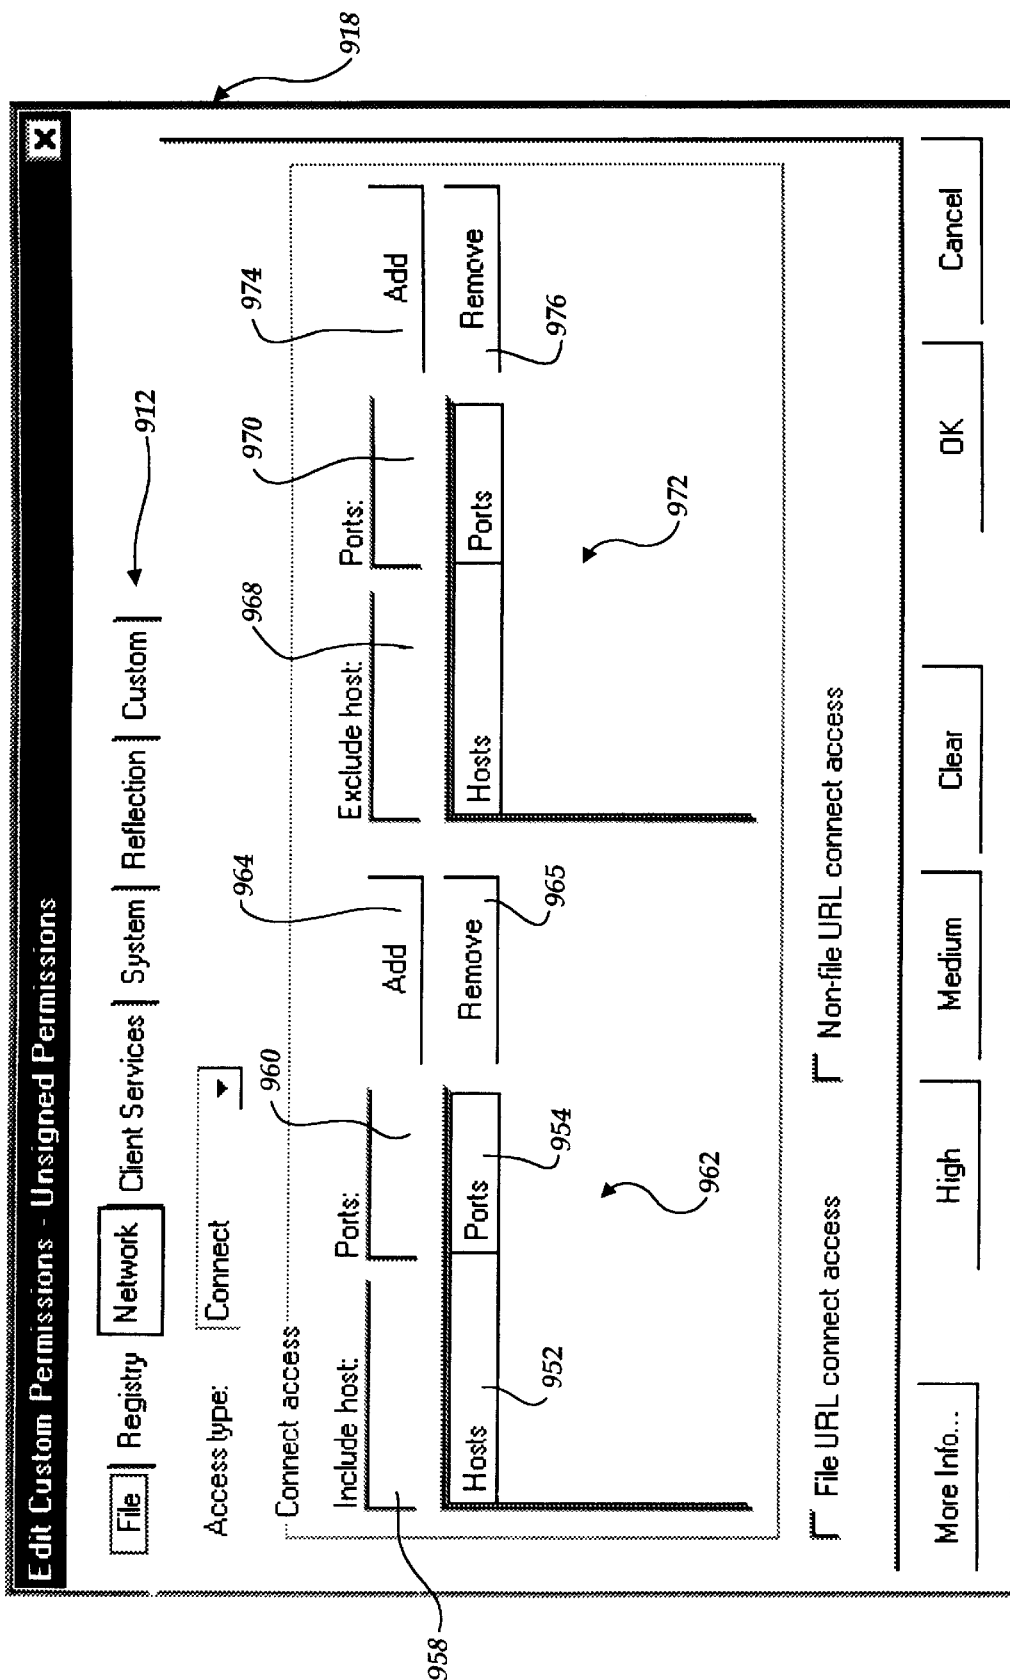 918
Edit Custom Permissions - Unsigned Permissions
File Registry Network Client Services System Reflection Custom
912
Access type: Connect
Connect access
960 964 968 970 974
Include host: Ports: Add Exclude host: Ports: Add
958
Hosts Ports Remove Hosts Ports Remove
952 954 965 976
962 972
File URL connect access Non-file URL connect access
More Info... High Medium Clear OK Cancel